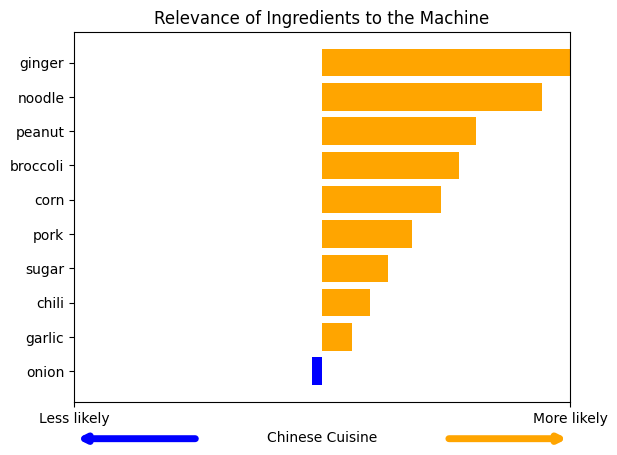 Relevance of Ingredients to the Machine
ginger
noodle
peanut
broccoli
corn
pork
sugar
chili
garlic
onion
Less likely More likely
Chinese Cuisine